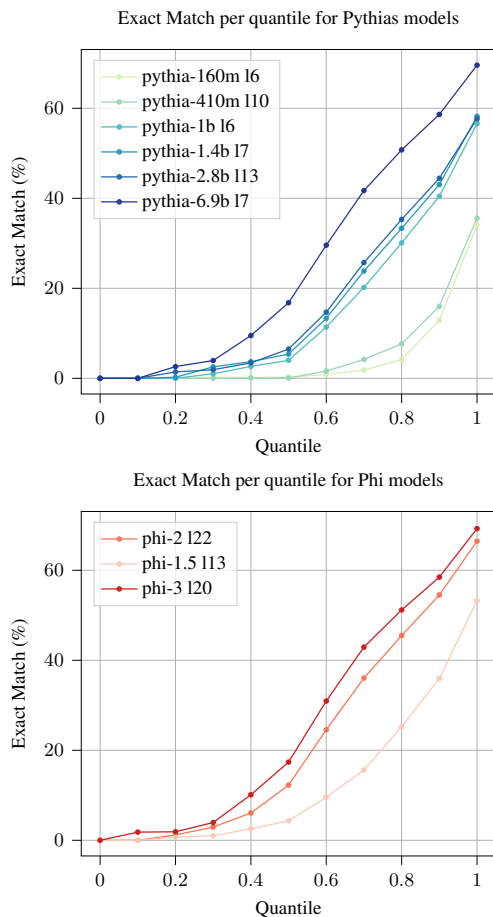 Exact Match per quantile for Pythias models
60
40
20
0
Exact Match (%)
pythia-160m l6
pythia-410m l10
pythia-1b l6
pythia-1.4b l7
pythia-2.8b l13
pythia-6.9b l7
0 0.2 0.4 0.6 0.8 1
Quantile
Exact Match per quantile for Phi models
60
40
20
0
Exact Match (%)
phi-2 l22
phi-1.5 l13
phi-3 l20
0 0.2 0.4 0.6 0.8 1
Quantile